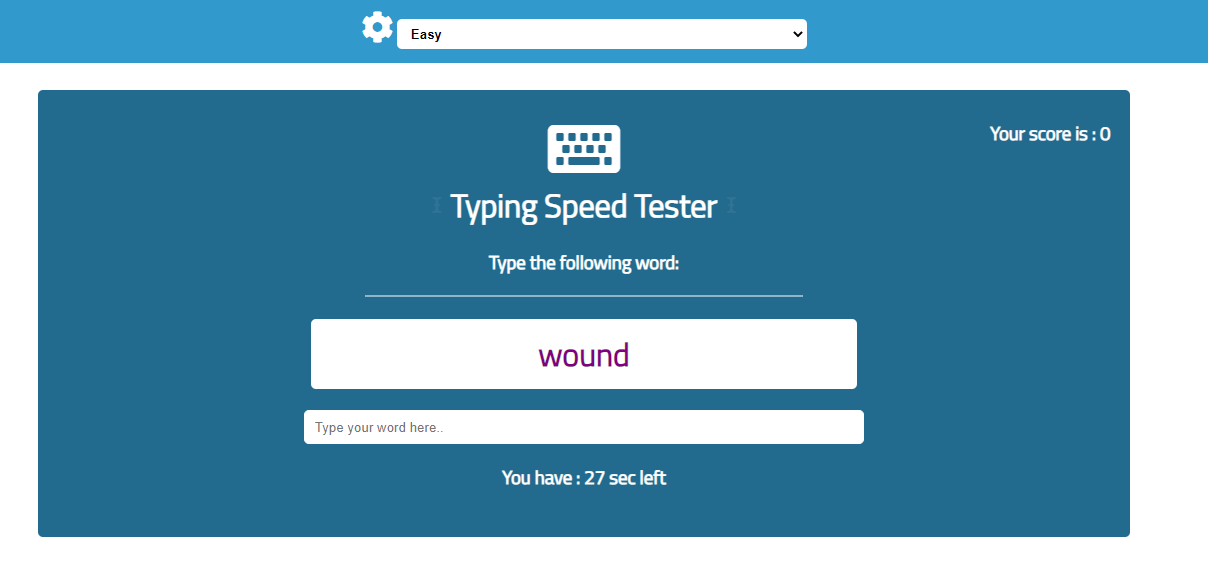 Easy
Your score is : 0
Typing Speed Tester
Type the following word:
wound
Type your word here..
You have : 27 sec left